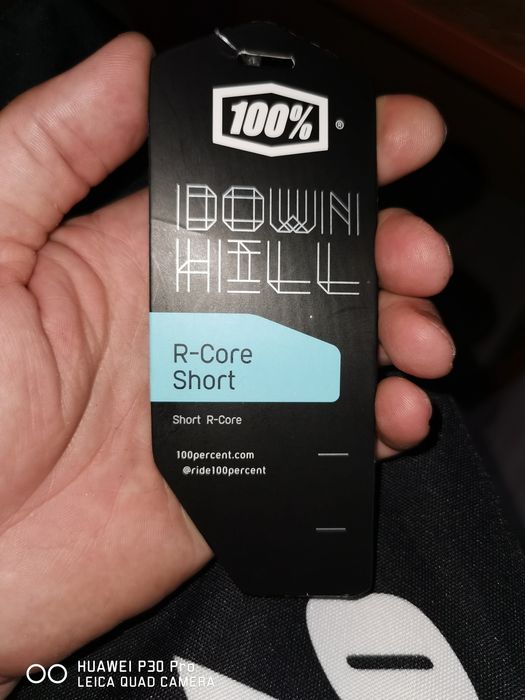 100%®
DOWN
HILL
R-Core
Short
Short R-Core
100percent.com
@ride100percent
HUAWEI P30 Pro
LEICA QUAD CAMERA